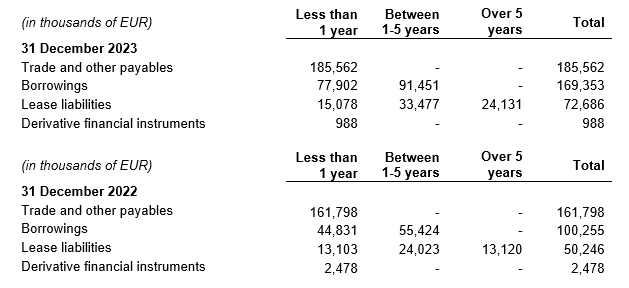 (in thousands of EUR) Less than 1 year Between 1-5 years Over 5 years Total
31 December 2023
Trade and other payables 185,562 - - 185,562
Borrowings 77,902 91,451 - 169,353
Lease liabilities 15,078 33,477 24,131 72,686
Derivative financial instruments 988 - - 988
(in thousands of EUR) Less than 1 year Between 1-5 years Over 5 years Total
31 December 2022
Trade and other payables 161,798 - - 161,798
Borrowings 44,831 55,424 - 100,255
Lease liabilities 13,103 24,023 13,120 50,246
Derivative financial instruments 2,478 - - 2,478